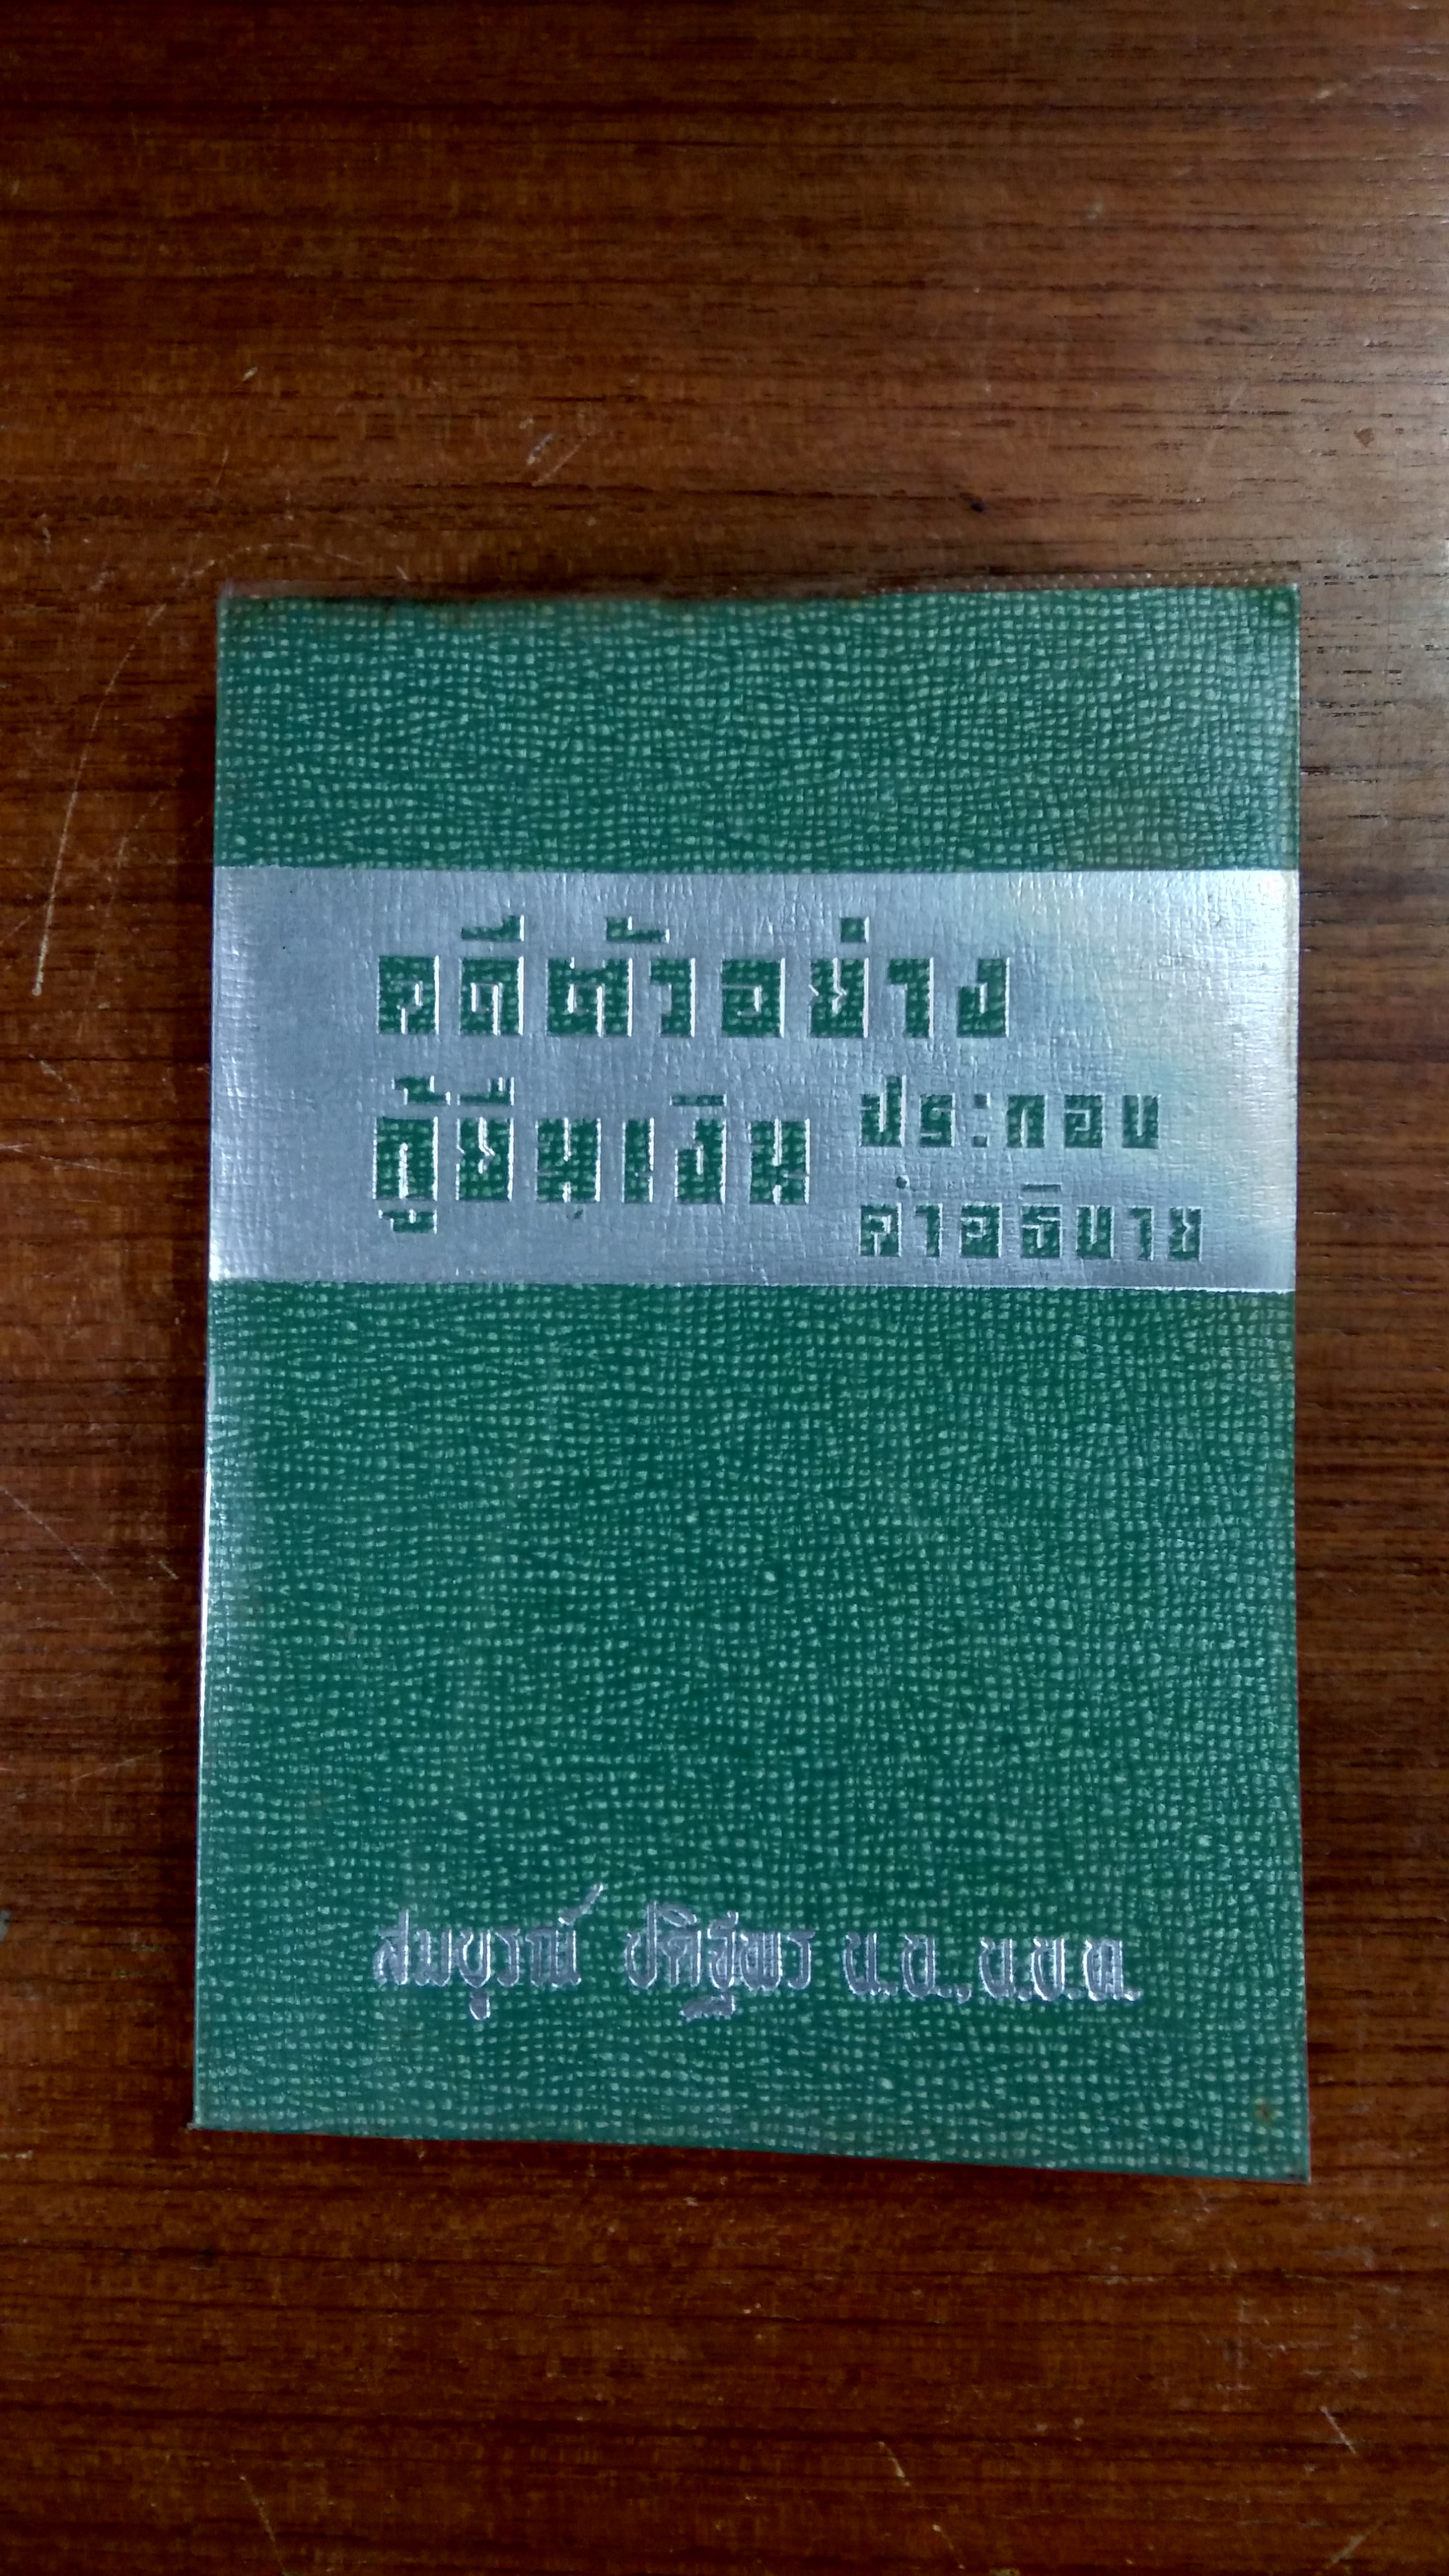 คดีตัวอย่าง
กู้ยืมเงิน ประกอบ
คำอธิบาย
สมบูรณ์ ปติฐีพร น.บ., น.บ.ท.